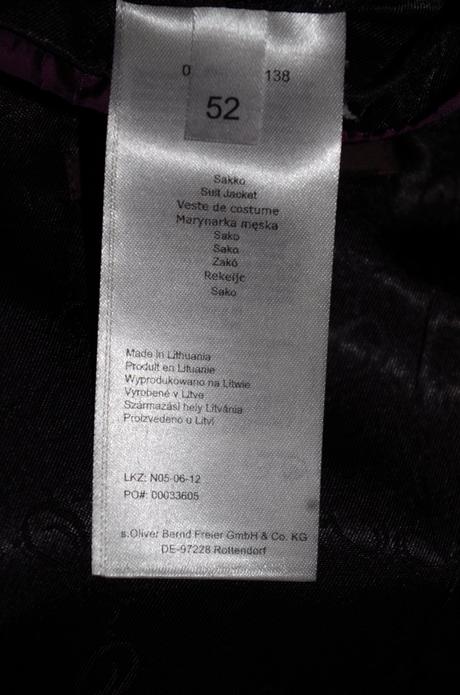 0 138
52
Sakko
Suit Jacket
Veste de costume
Marynarka męska
Sako
Sako
Zakó
Rekelje
Sako
Made in Lithuania
Produit en Lituanie
Wyprodukowano na Litwie
Vyrobené v Litve
Származási hely Litvánia
Proizvedeno u Litvi
LKZ: N05-06-12
PO#: 00033605
s.Oliver Bernd Freier GmbH & Co. KG
DE-97228 Rottendorf